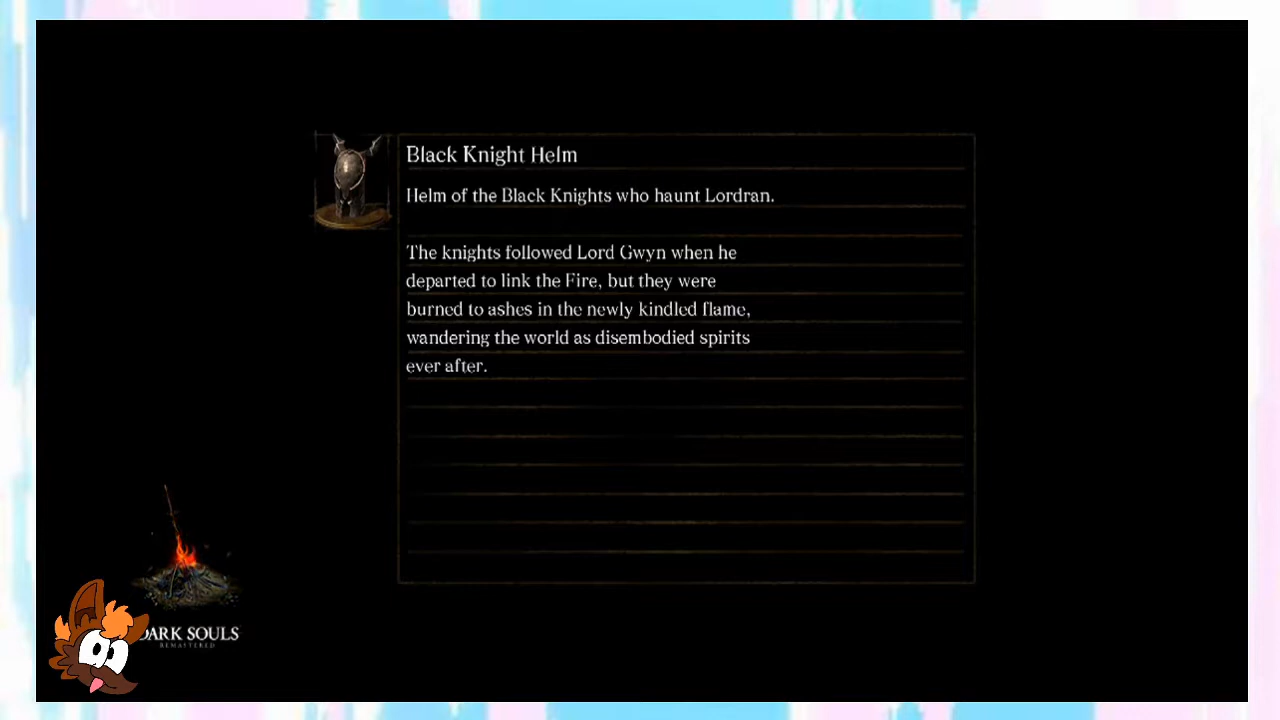 Black Knight Helm
Helm of the Black Knights who haunt Lordran.
The knights followed Lord Gwyn when he
departed to link the Fire, but they were
burned to ashes in the newly kindled flame,
wandering the world as disembodied spirits
ever after.
DARK SOULS
REMASTERED